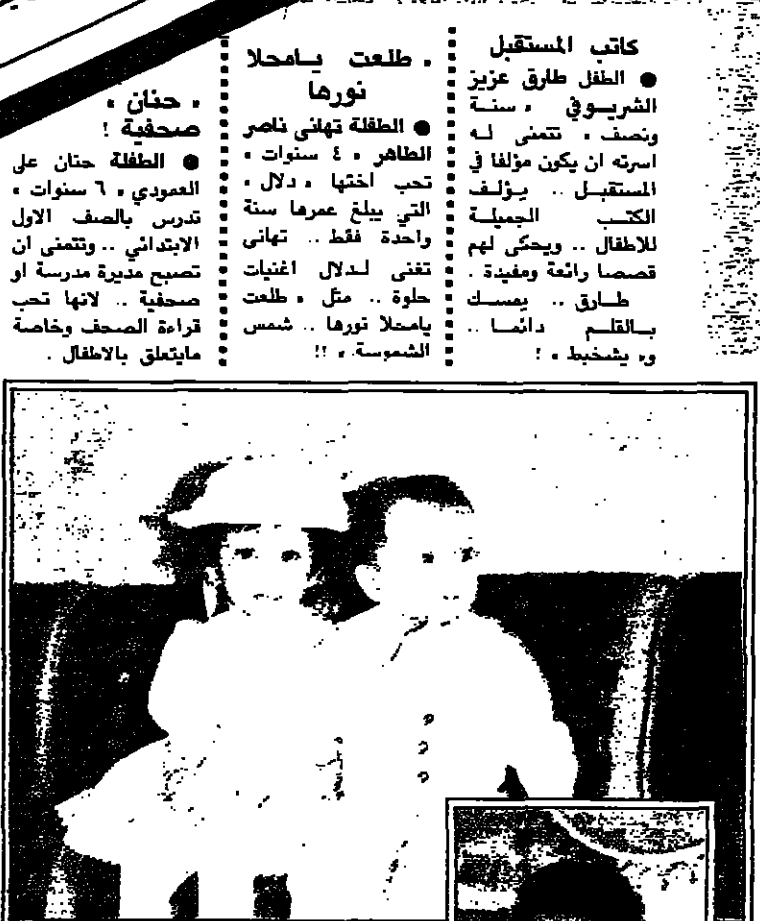 كاتب المستقبل
● الطفل طارق عزيز
الشريـوفي « سنـة
ونصف » تتمنى لـه
اسرته ان يكون مؤلفا في
المستقبـل .. يـؤلـف
الكتـب الجميلـة
للاطفال .. ويحكى لهم
قصصا رائعة ومفيدة .
طـارق .. يمسـك
بـالقلـم دائمـا ..
و« يشخبط » !
« طلعت يـامحلا
نورها
● الطفلة تهانى ناصر
الطاهر « ٤ سنوات »
تحب اختها « دلال »
التي يبلغ عمرها سنة
واحدة فقط .. تهانى
تغنى لـدلال اغنيات
حلوة .. مثل « طلعت
يامحلا نورها .. شمس
الشموسة » !!
« حنان »
صحفية !
● الطفلة حنان على
العمودي « ٦ سنوات »
تدرس بالصف الاول
الابتدائي .. وتتمنى ان
تصبح مديرة مدرسة او
صحفية .. لانها تحب
قراءة الصحف وخاصة
مايتعلق بالاطفال .